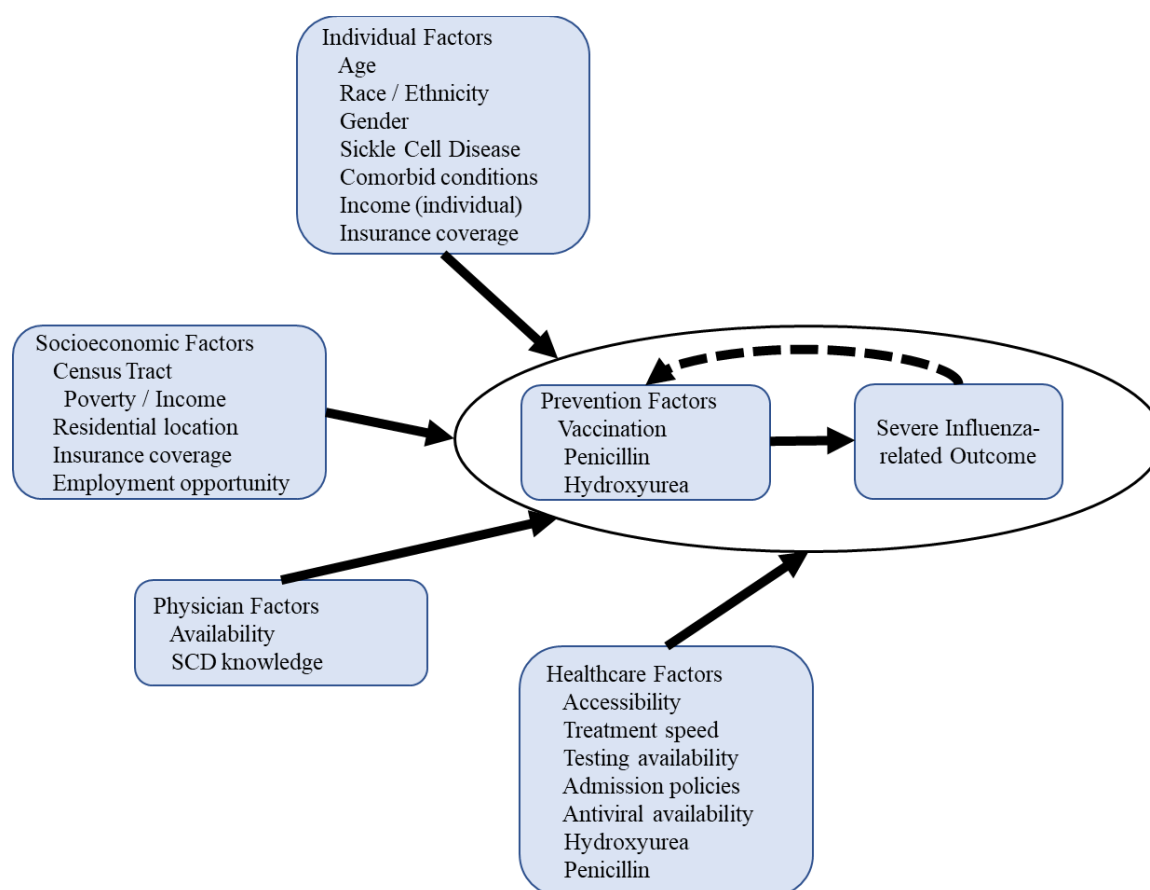 Individual Factors
Age
Race / Ethnicity
Gender
Sickle Cell Disease
Comorbid conditions
Income (individual)
Insurance coverage
Socioeconomic Factors
Census Tract
Poverty / Income
Residential location
Insurance coverage
Employment opportunity
Prevention Factors
Vaccination
Penicillin
Hydroxyurea
Severe Influenza-
related Outcome
Physician Factors
Availability
SCD knowledge
Healthcare Factors
Accessibility
Treatment speed
Testing availability
Admission policies
Antiviral availability
Hydroxyurea
Penicillin